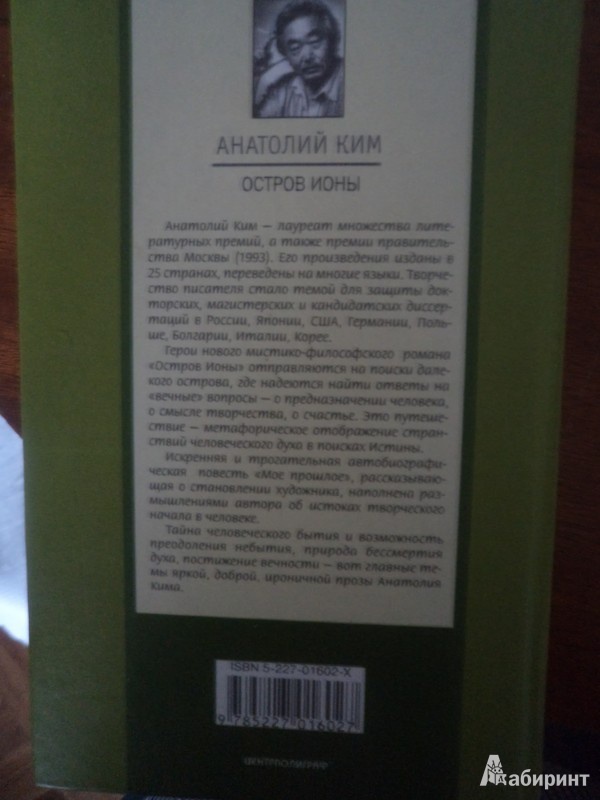 АНАТОЛИЙ КИМ
ОСТРОВ ИОНЫ
Анатолий Ким — лауреат множества лите-
ратурных премий, а также премии правитель-
ства Москвы (1993). Его произведения изданы в
25 странах, переведены на многие языки. Творче-
ство писателя стало темой для защиты док-
торских, магистерских и кандидатских диссер-
таций в России, Японии, США, Германии, Поль-
ше, Болгарии, Италии, Корее.
Герои нового мистико-философского романа
«Остров Ионы» отправляются на поиски дале-
кого острова, где надеются найти ответы на
«вечные» вопросы — о предназначении человека,
о смысле творчества, о счастье. Это путеше-
ствие — метафорическое отображение стран-
ствий человеческого духа в поисках Истины.
Искренняя и трогательная автобиографи-
ческая повесть «Мое прошлое», рассказываю-
щая о становлении художника, наполнена раз-
мышлениями автора об истоках творческого
начала в человеке.
Тайна человеческого бытия и возможность
преодоления небытия, природа бессмертия
духа, постижение вечности — вот главные те-
мы яркой, доброй, ироничной прозы Анатолия
Кима.
ISBN 5-227-01602-X
9 785227 016027
ЦЕНТРПОЛИГРАФ
Лабиринт